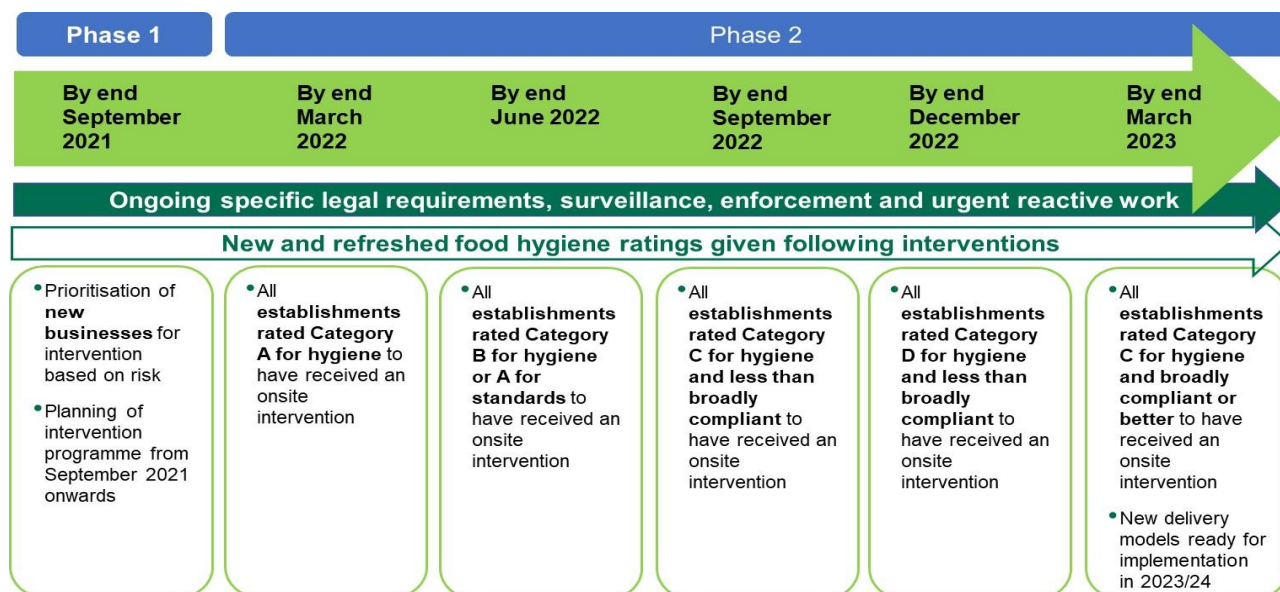 Phase 1
Phase 2
By end
September
2021
By end
March
2022
By end
June 2022
By end
September
2022
By end
December
2022
By end
March
2023
Ongoing specific legal requirements, surveillance, enforcement and urgent reactive work
New and refreshed food hygiene ratings given following interventions
•Prioritisation of
new
businesses for
intervention
based on risk
•Planning of
intervention
programme from
September 2021
onwards
•All
establishments
rated Category
A for hygiene to
have received an
onsite
intervention
•All
establishments
rated Category
B for hygiene
or A for
standards to
have received an
onsite
intervention
•All
establishments
rated Category
C for hygiene
and less than
broadly
compliant to
have received an
onsite
intervention
•All
establishments
rated Category
D for hygiene
and less than
broadly
compliant to
have received an
onsite
intervention
•All
establishments
rated Category
C for hygiene
and broadly
compliant or
better to have
received an
onsite
intervention
•New delivery
models ready for
implementation
in 2023/24